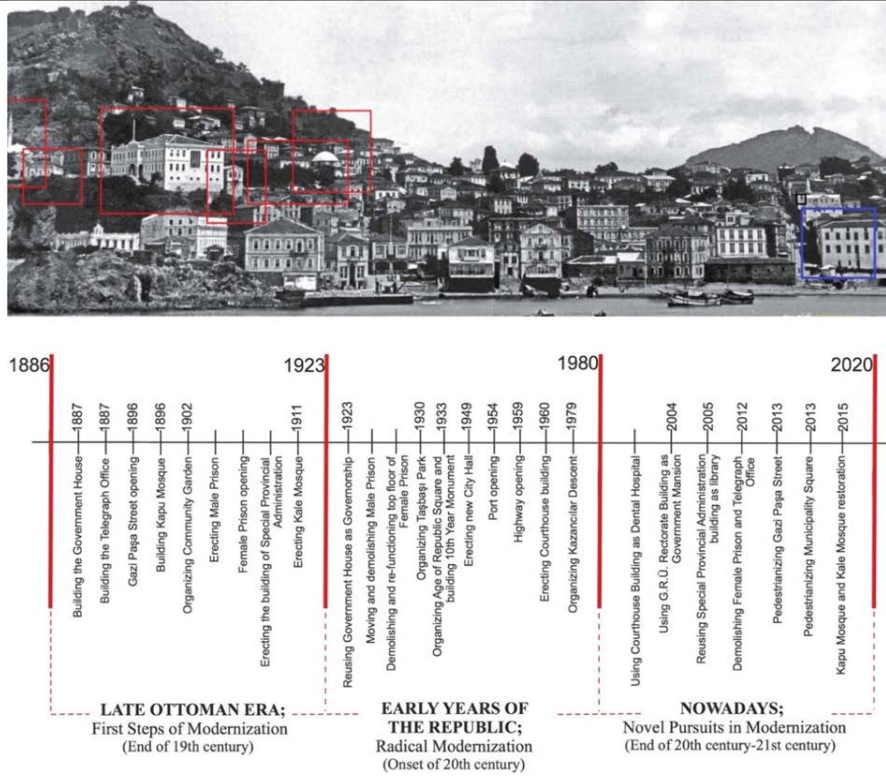 1886
1923
1980
2020
1887
Building the Government House
1887
Building the Telegraph Office
1896
Gazi Paşa Street opening
1896
Building Kapu Mosque
1902
Organizing Community Garden
Erecting Male Prison
Female Prison opening
Erecting the building of Special Provincial
Administration
1911
Erecting Kale Mosque
1923
Reusing Government House as Governorship
Moving and demolishing Male Prison
Demolishing and re-functioning top floor of
Female Prison
1930
Organizing Taşbaşı Park
1933
Organizing Age of Republic Square and
building 10th Year Monument
1949
Erecting new City Hall
1954
Port opening
1959
Highway opening
1960
Erecting Courthouse building
1979
Organizing Kazancılar Descent
Using Courthouse Building as Dental Hospital
2004
Using G.R.Ü. Rectorate Building as
Government Mansion
2005
Reusing Special Provincial Administration
building as library
2012
Demolishing Female Prison and Telegraph
Office
2013
Pedestrianizing Gazi Paşa Street
2013
Pedestrianizing Municipality Square
2015
Kapu Mosque and Kale Mosque restoration
LATE OTTOMAN ERA;
First Steps of Modernization
(End of 19th century)
EARLY YEARS OF
THE REPUBLIC;
Radical Modernization
(Onset of 20th century)
NOWADAYS;
Novel Pursuits in Modernization
(End of 20th century-21st century)